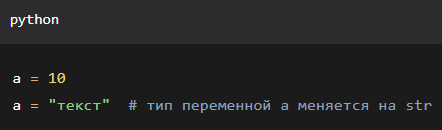 python
a = 10
a = "текст"  # тип переменной a меняется на str